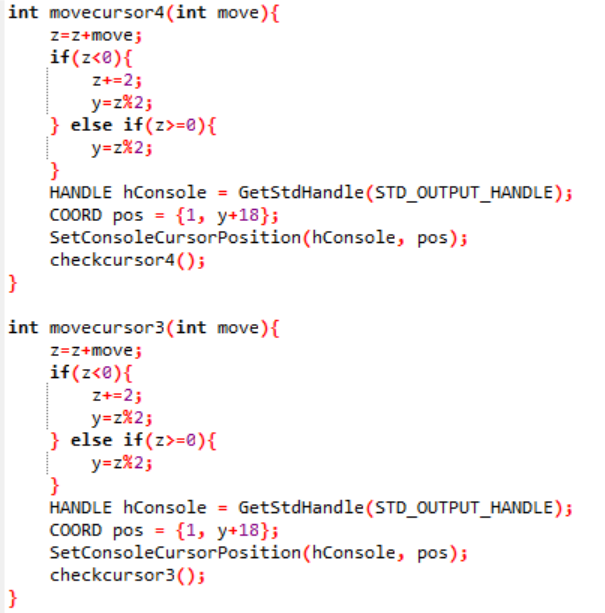 int movecursor4(int move){
    z=z+move;
    if(z<0){
        z+=2;
        y=z%2;
    } else if(z>=0){
        y=z%2;
    }
    HANDLE hConsole = GetStdHandle(STD_OUTPUT_HANDLE);
    COORD pos = {1, y+18};
    SetConsoleCursorPosition(hConsole, pos);
    checkcursor4();
}

int movecursor3(int move){
    z=z+move;
    if(z<0){
        z+=2;
        y=z%2;
    } else if(z>=0){
        y=z%2;
    }
    HANDLE hConsole = GetStdHandle(STD_OUTPUT_HANDLE);
    COORD pos = {1, y+18};
    SetConsoleCursorPosition(hConsole, pos);
    checkcursor3();
}